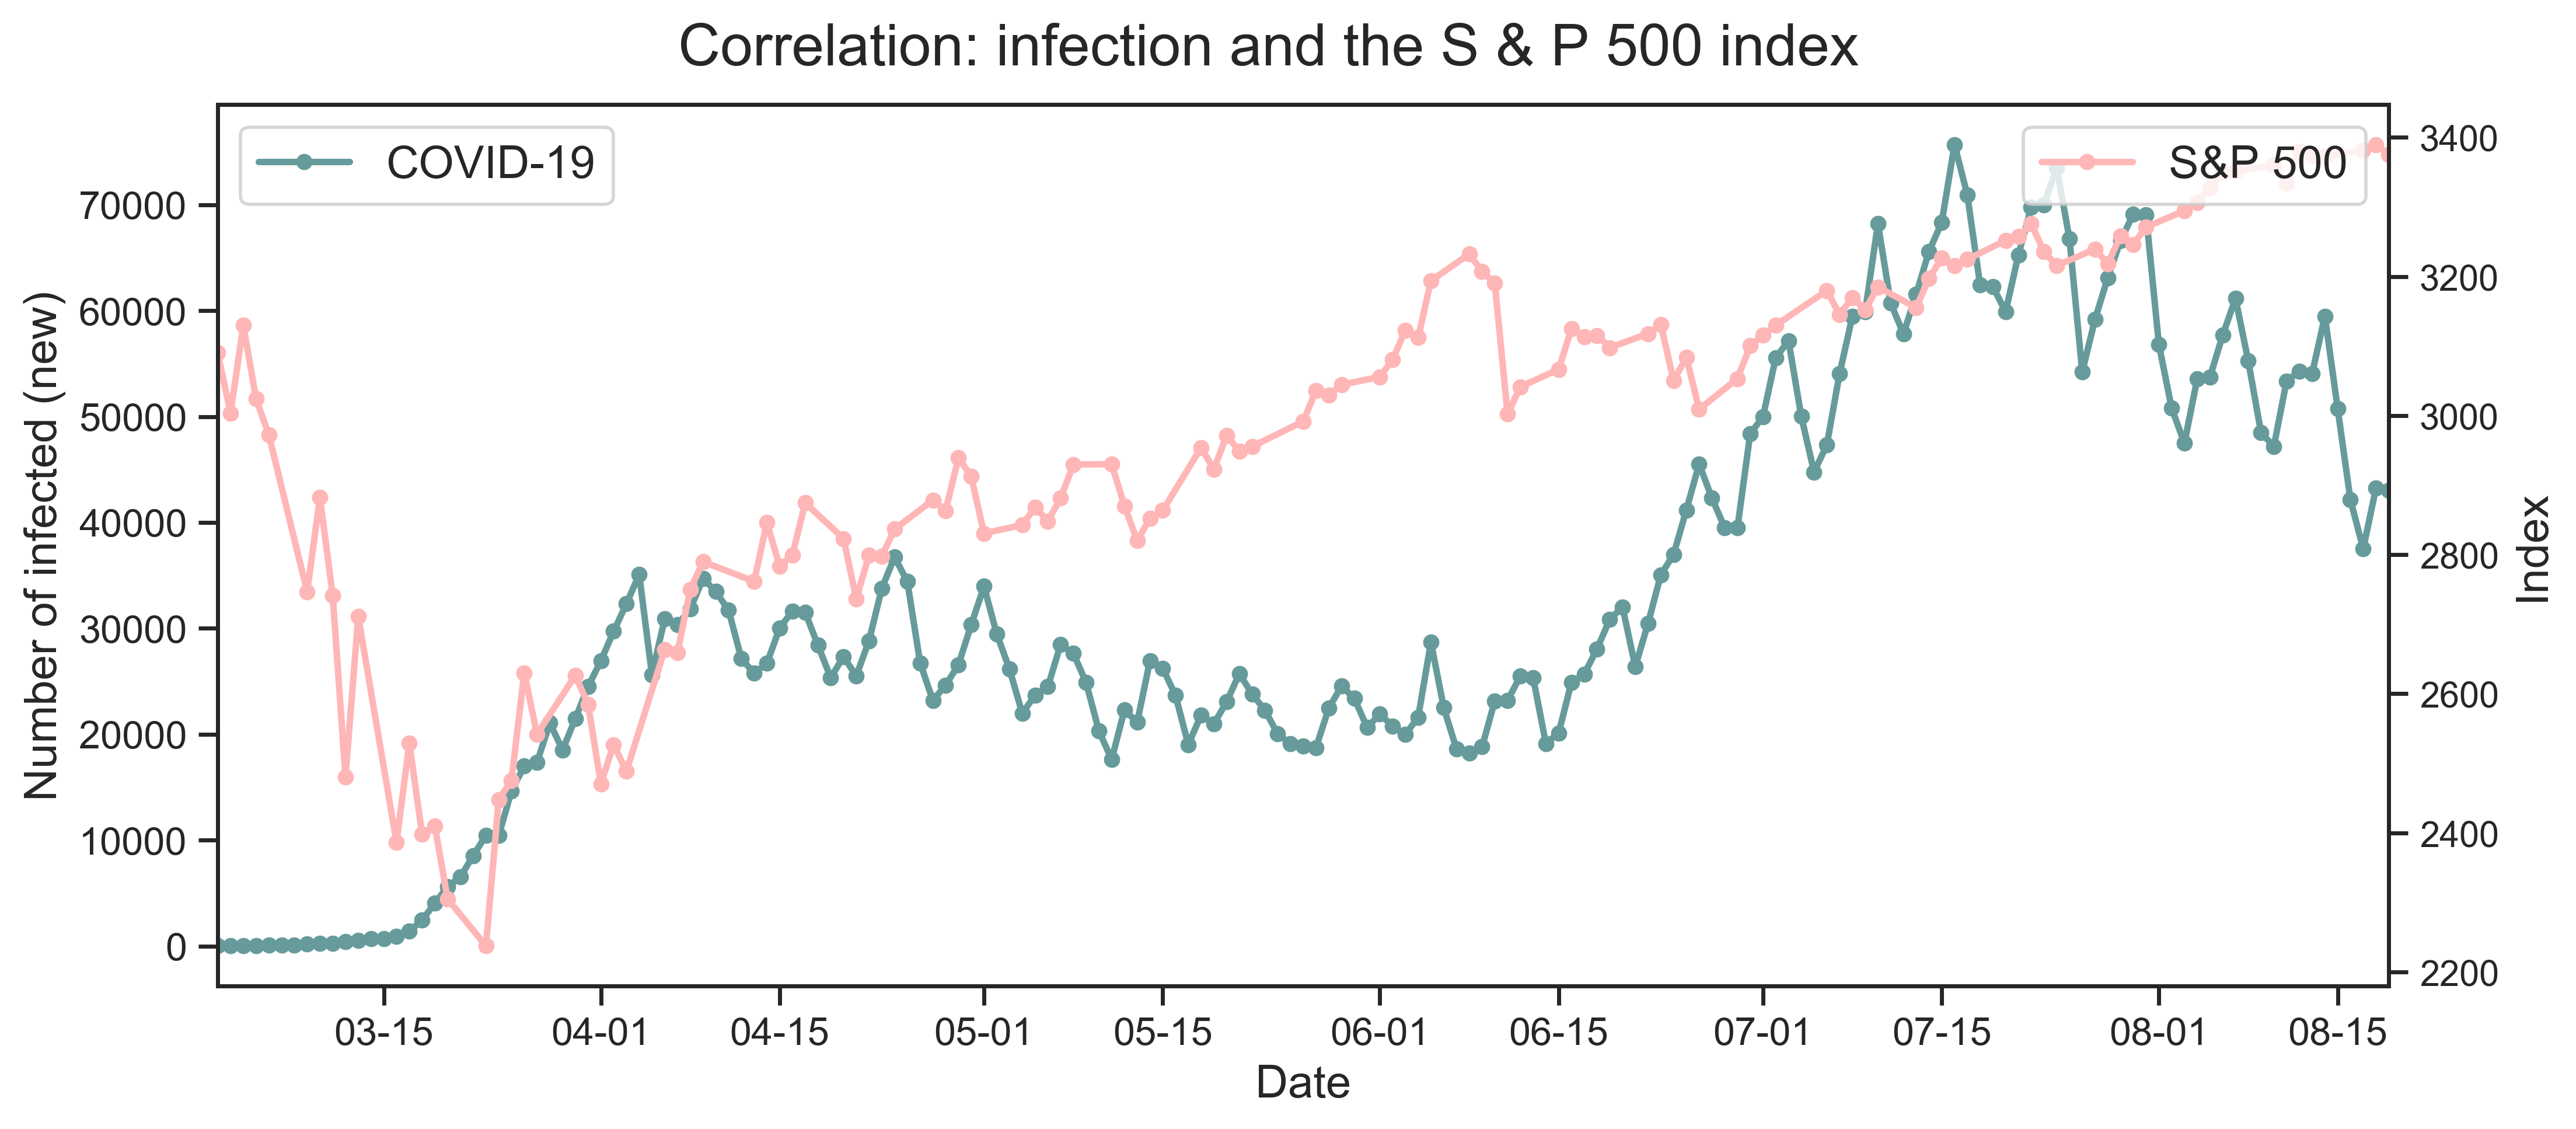 Correlation: infection and the S & P 500 index
COVID-19
S&P 500
Number of infected (new)
70000
60000
50000
40000
30000
20000
10000
0
3400
3200
3000
2800
2600
2400
2200
Index
03-15 04-01 04-15 05-01 05-15 06-01 06-15 07-01 07-15 08-01 08-15
Date